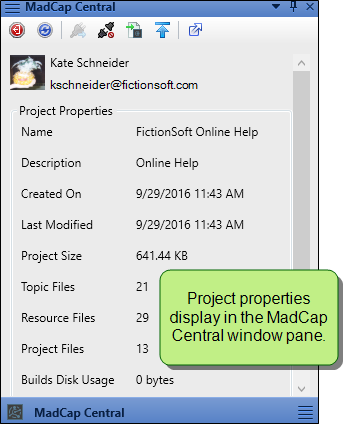 MadCap Central
Kate Schneider
kschneider@fictionsoft.com
Project Properties
Name FictionSoft Online Help
Description Online Help
Created On 9/29/2016 11:43 AM
Last Modified 9/29/2016 11:43 AM
Project Size 641.44 KB
Topic Files 21
Resource Files 29
Project Files 13
Builds Disk Usage 0 bytes
Project properties
display in the MadCap
Central window pane.
MadCap Central